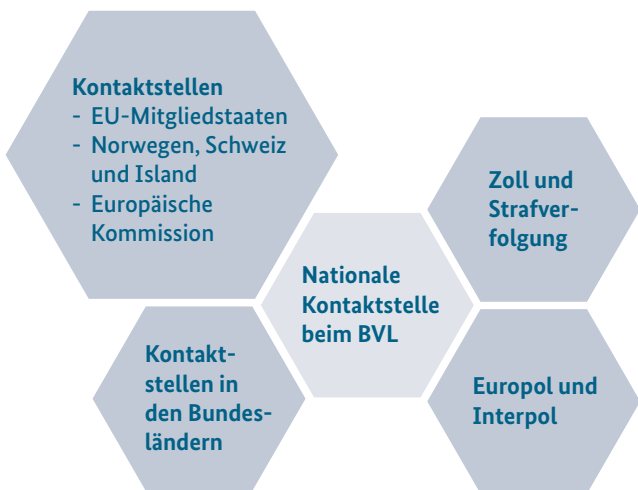 Kontaktstellen
- EU-Mitgliedstaaten
- Norwegen, Schweiz
und Island
- Europäische
Kommission
Zoll und
Strafver-
folgung
Nationale
Kontaktstelle
beim BVL
Kontakt-
stellen in
den Bundes-
ländern
Europol und
Interpol